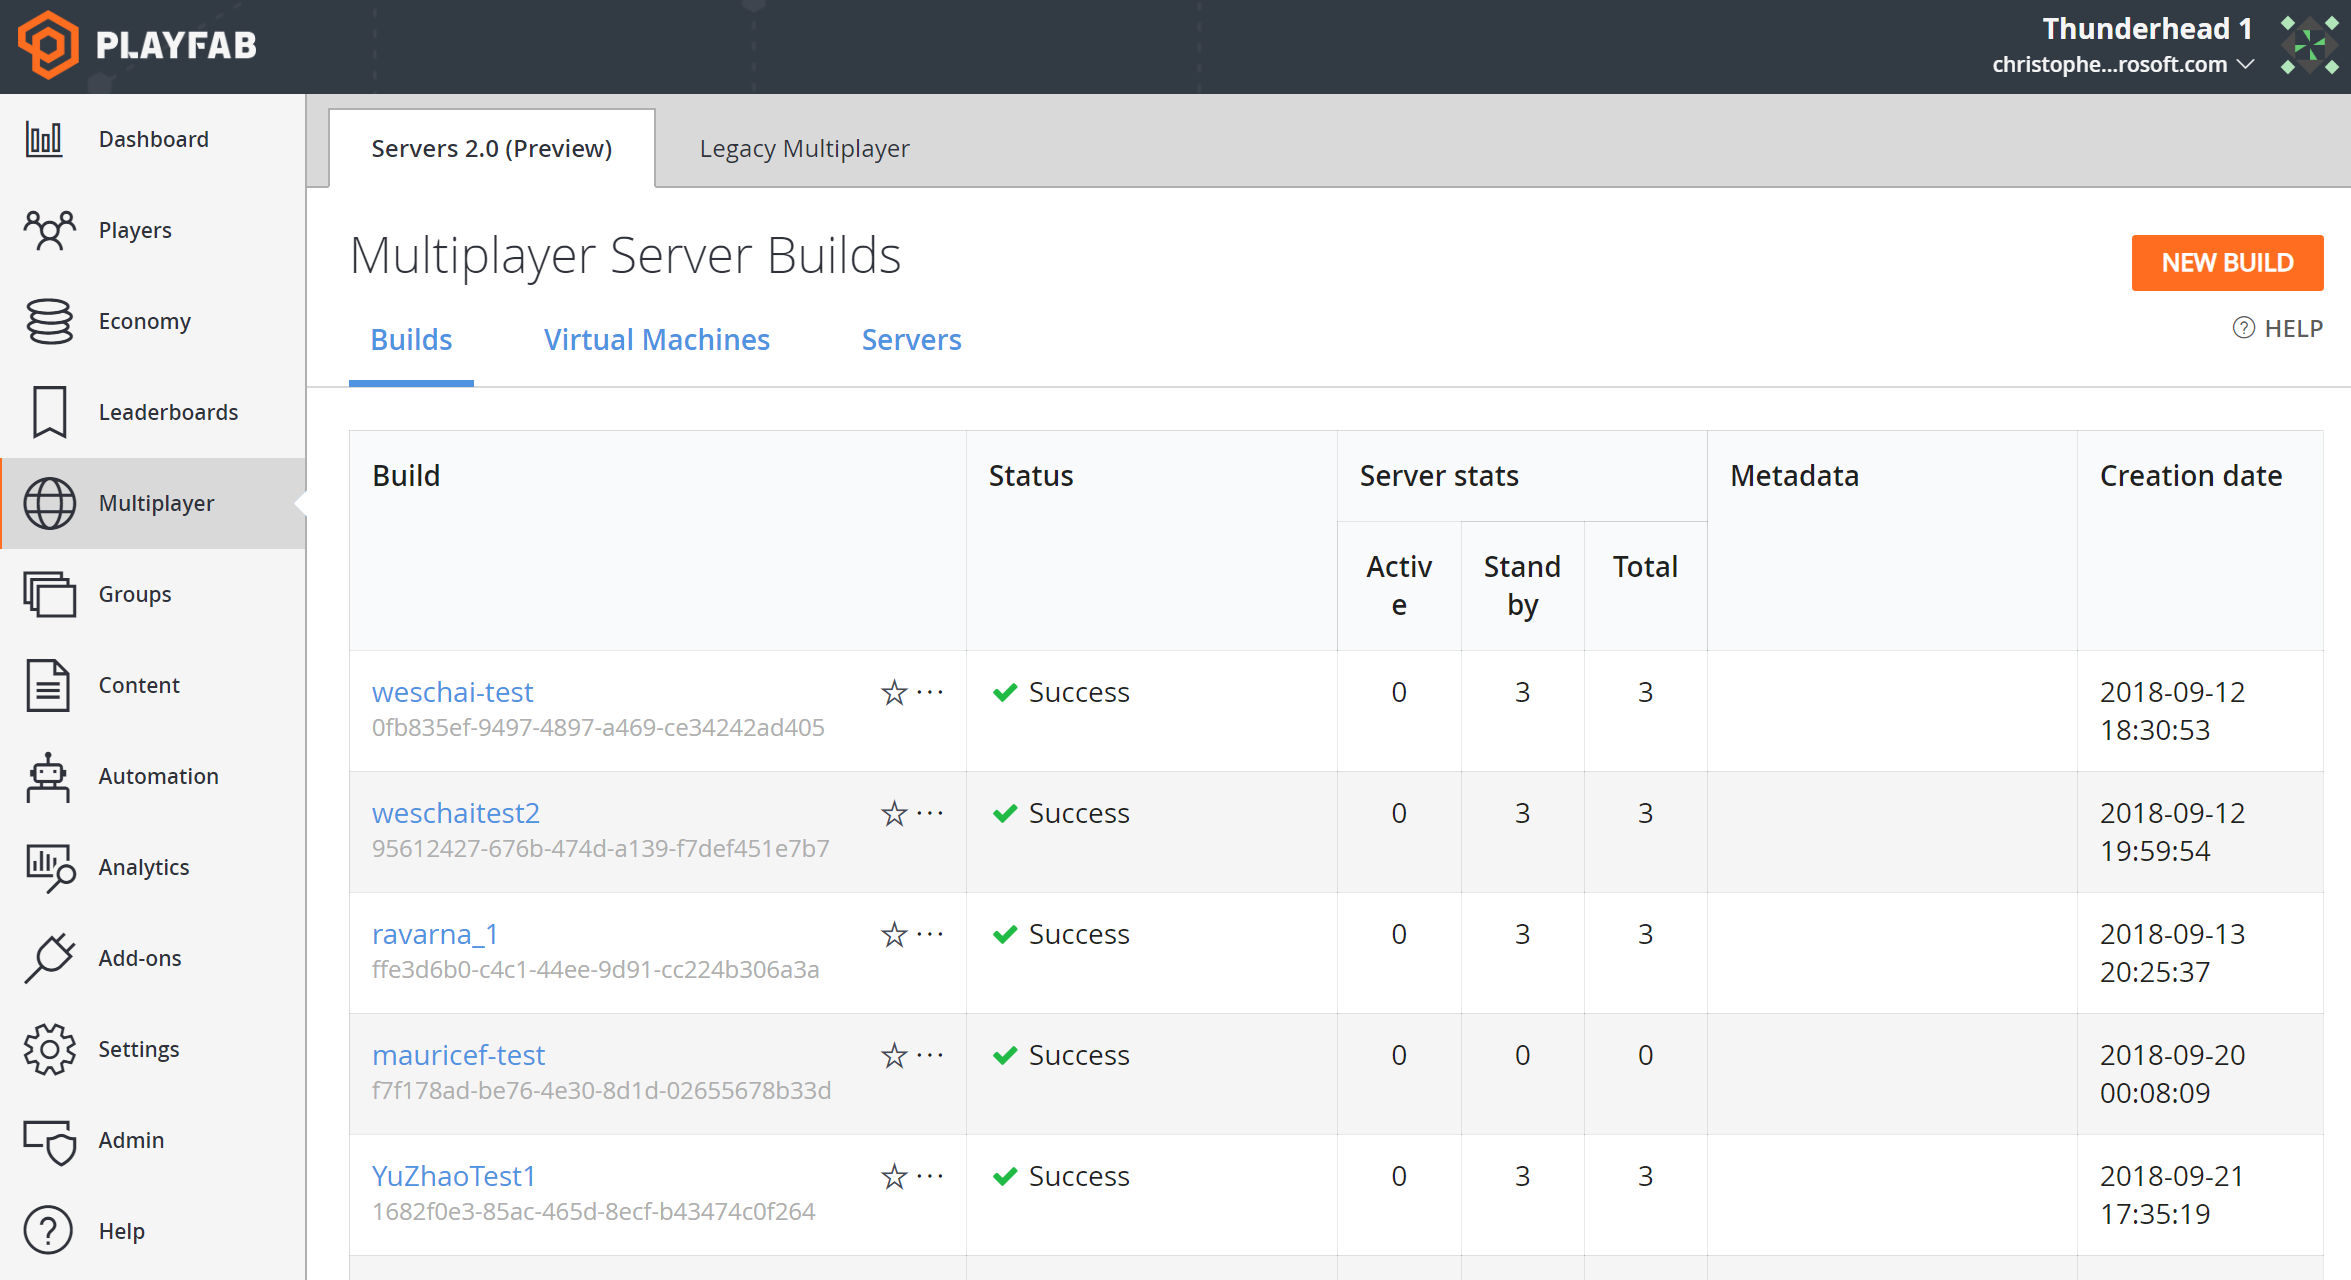 PLAYFAB
Thunderhead 1
christophe...rosoft.com
Dashboard
Players
Economy
Leaderboards
Multiplayer
Groups
Content
Automation
Analytics
Add-ons
Settings
Admin
Help
Servers 2.0 (Preview)
Legacy Multiplayer
Multiplayer Server Builds
NEW BUILD
? HELP
Builds
Virtual Machines
Servers
Build
Status
Server stats
Metadata
Creation date
Activ
e
Stand
by
Total
weschai-test
0fb835ef-9497-4897-a469-ce34242ad405
Success
0
3
3
2018-09-12
18:30:53
weschaitest2
95612427-676b-474d-a139-f7def451e7b7
Success
0
3
3
2018-09-12
19:59:54
ravarna_1
ffe3d6b0-c4c1-44ee-9d91-cc224b306a3a
Success
0
3
3
2018-09-13
20:25:37
mauricef-test
f7f178ad-be76-4e30-8d1d-02655678b33d
Success
0
0
0
2018-09-20
00:08:09
YuZhaoTest1
1682f0e3-85ac-465d-8ecf-b43474c0f264
Success
0
3
3
2018-09-21
17:35:19